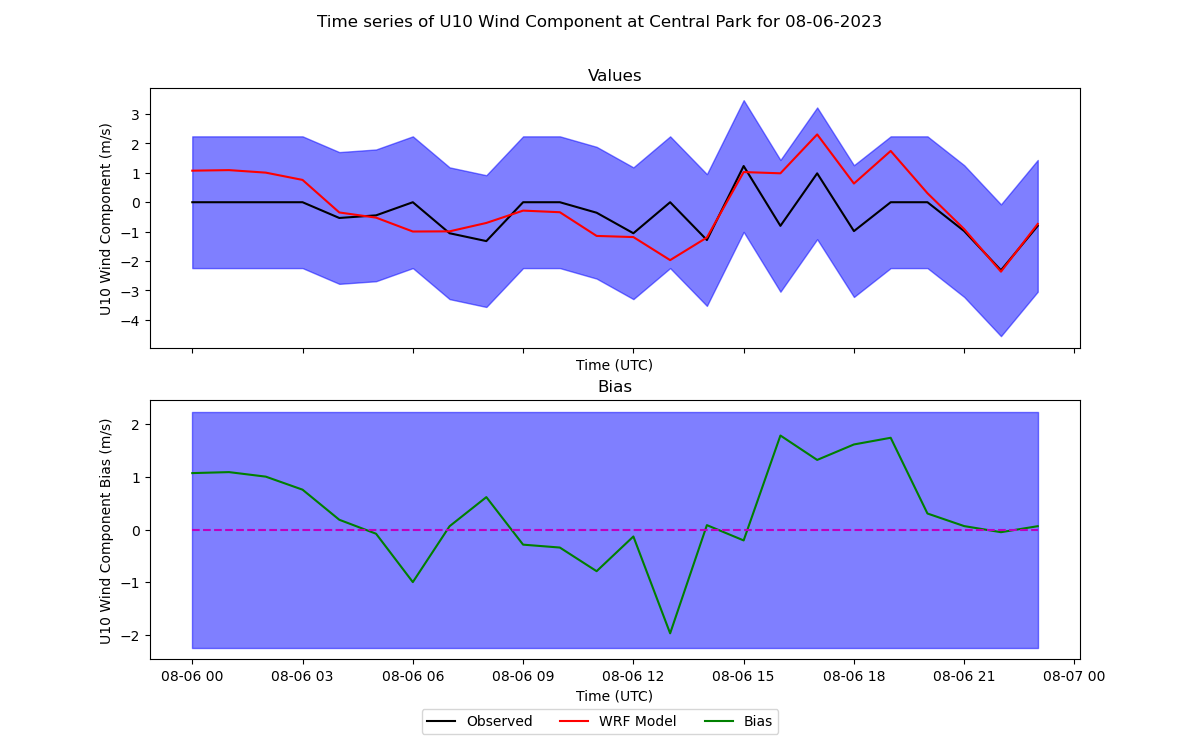 Time series of U10 Wind Component at Central Park for 08-06-2023
Values
U10 Wind Component (m/s)
3
2
1
0
−1
−2
−3
−4
Time (UTC)
Bias
U10 Wind Component Bias (m/s)
2
1
0
−1
−2
08-06 00 08-06 03 08-06 06 08-06 09 08-06 12 08-06 15 08-06 18 08-06 21 08-07 00
Time (UTC)
Observed WRF Model Bias